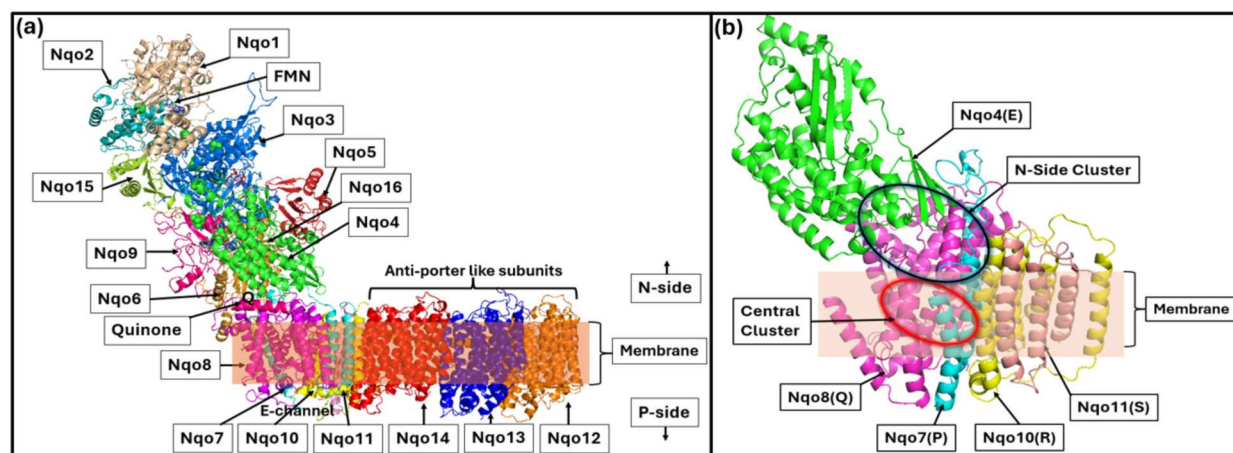 (a)
Nqo1
Nqo2
FMN
Nqo3
Nqo5
Nqo15
Nqo16
Nqo4
Nqo9
Anti-porter like subunits
N-side
Nqo6
Q
Quinone
Membrane
Nqo8
P-side
E-channel
Nqo7
Nqo10
Nqo11
Nqo14
Nqo13
Nqo12
(b)
Nqo4(E)
N-Side Cluster
Central
Cluster
Membrane
Nqo8(Q)
Nqo11(S)
Nqo7(P)
Nqo10(R)